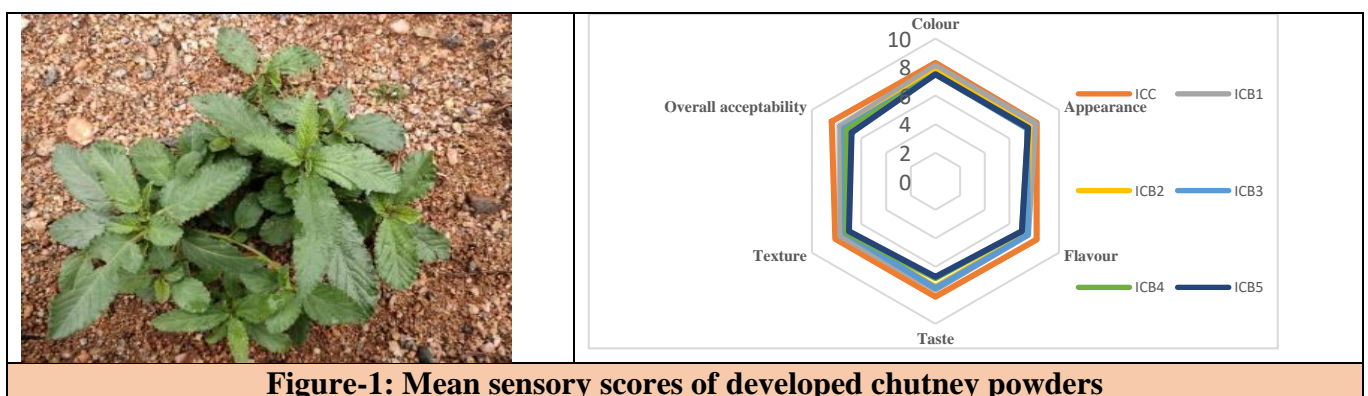 Colour
10
8
6
4
2
0
Overall acceptability
Appearance
Texture
Flavour
Taste
ICC
ICB1
ICB2
ICB3
ICB4
ICB5
Figure-1: Mean sensory scores of developed chutney powders